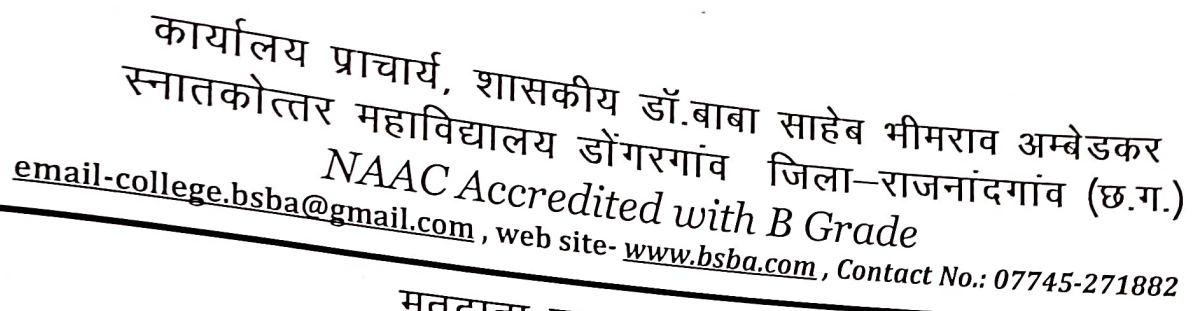 कार्यालय प्राचार्य, शासकीय डॉ.बाबा साहेब भीमराव अम्बेडकर
स्नातकोत्तर महाविद्यालय डोंगरगांव जिला–राजनांदगांव (छ.ग.)
NAAC Accredited with B Grade
email-college.bsba@gmail.com , web site- www.bsba.com , Contact No.: 07745-271882